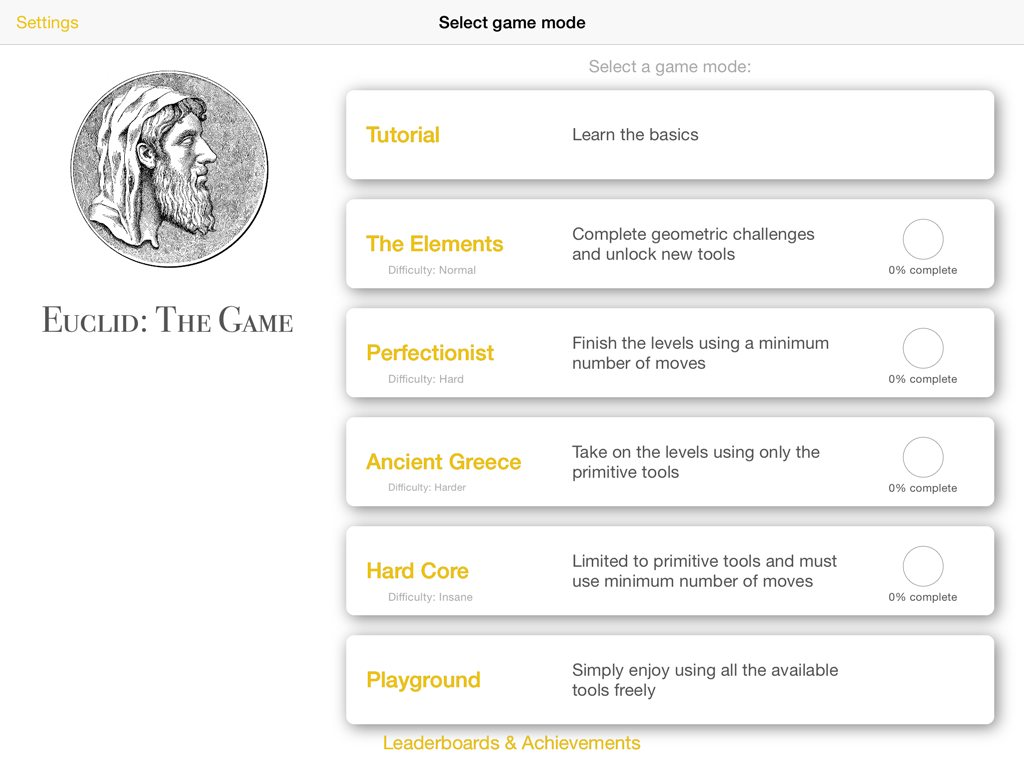 Settings
Select game mode
Select a game mode:
Euclid: The Game
Tutorial
Learn the basics
The Elements
Difficulty: Normal
Complete geometric challenges
and unlock new tools
0% complete
Perfectionist
Difficulty: Hard
Finish the levels using a minimum
number of moves
0% complete
Ancient Greece
Difficulty: Harder
Take on the levels using only the
primitive tools
0% complete
Hard Core
Difficulty: Insane
Limited to primitive tools and must
use minimum number of moves
0% complete
Playground
Simply enjoy using all the available
tools freely
Leaderboards & Achievements